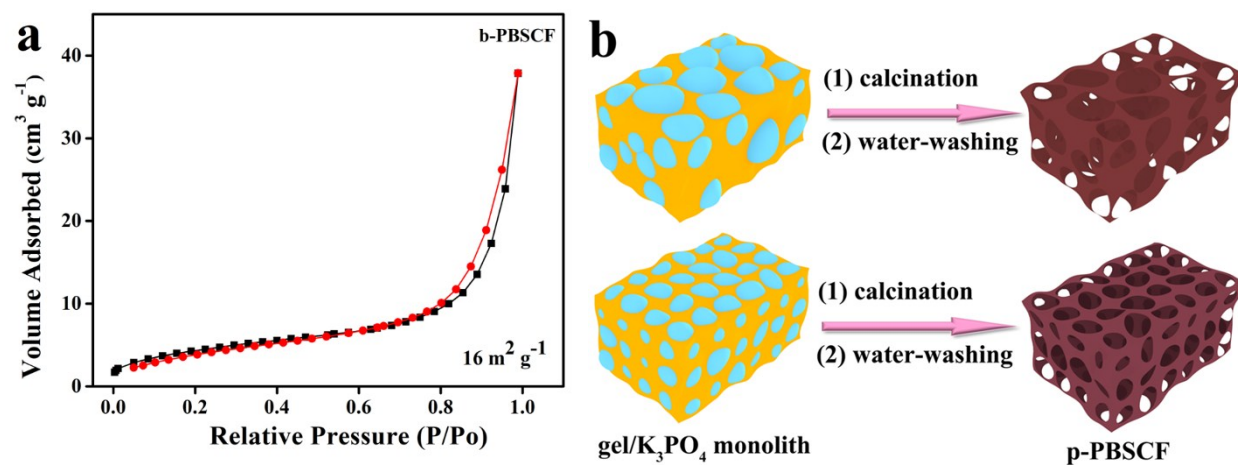 a
b-PBSCF
40
30
20
10
0
Volume Adsorbed (cm³ g⁻¹)
16 m² g⁻¹
0.0 0.2 0.4 0.6 0.8 1.0
Relative Pressure (P/Po)
b
(1) calcination
(2) water-washing
(1) calcination
(2) water-washing
gel/K₃PO₄ monolith
p-PBSCF